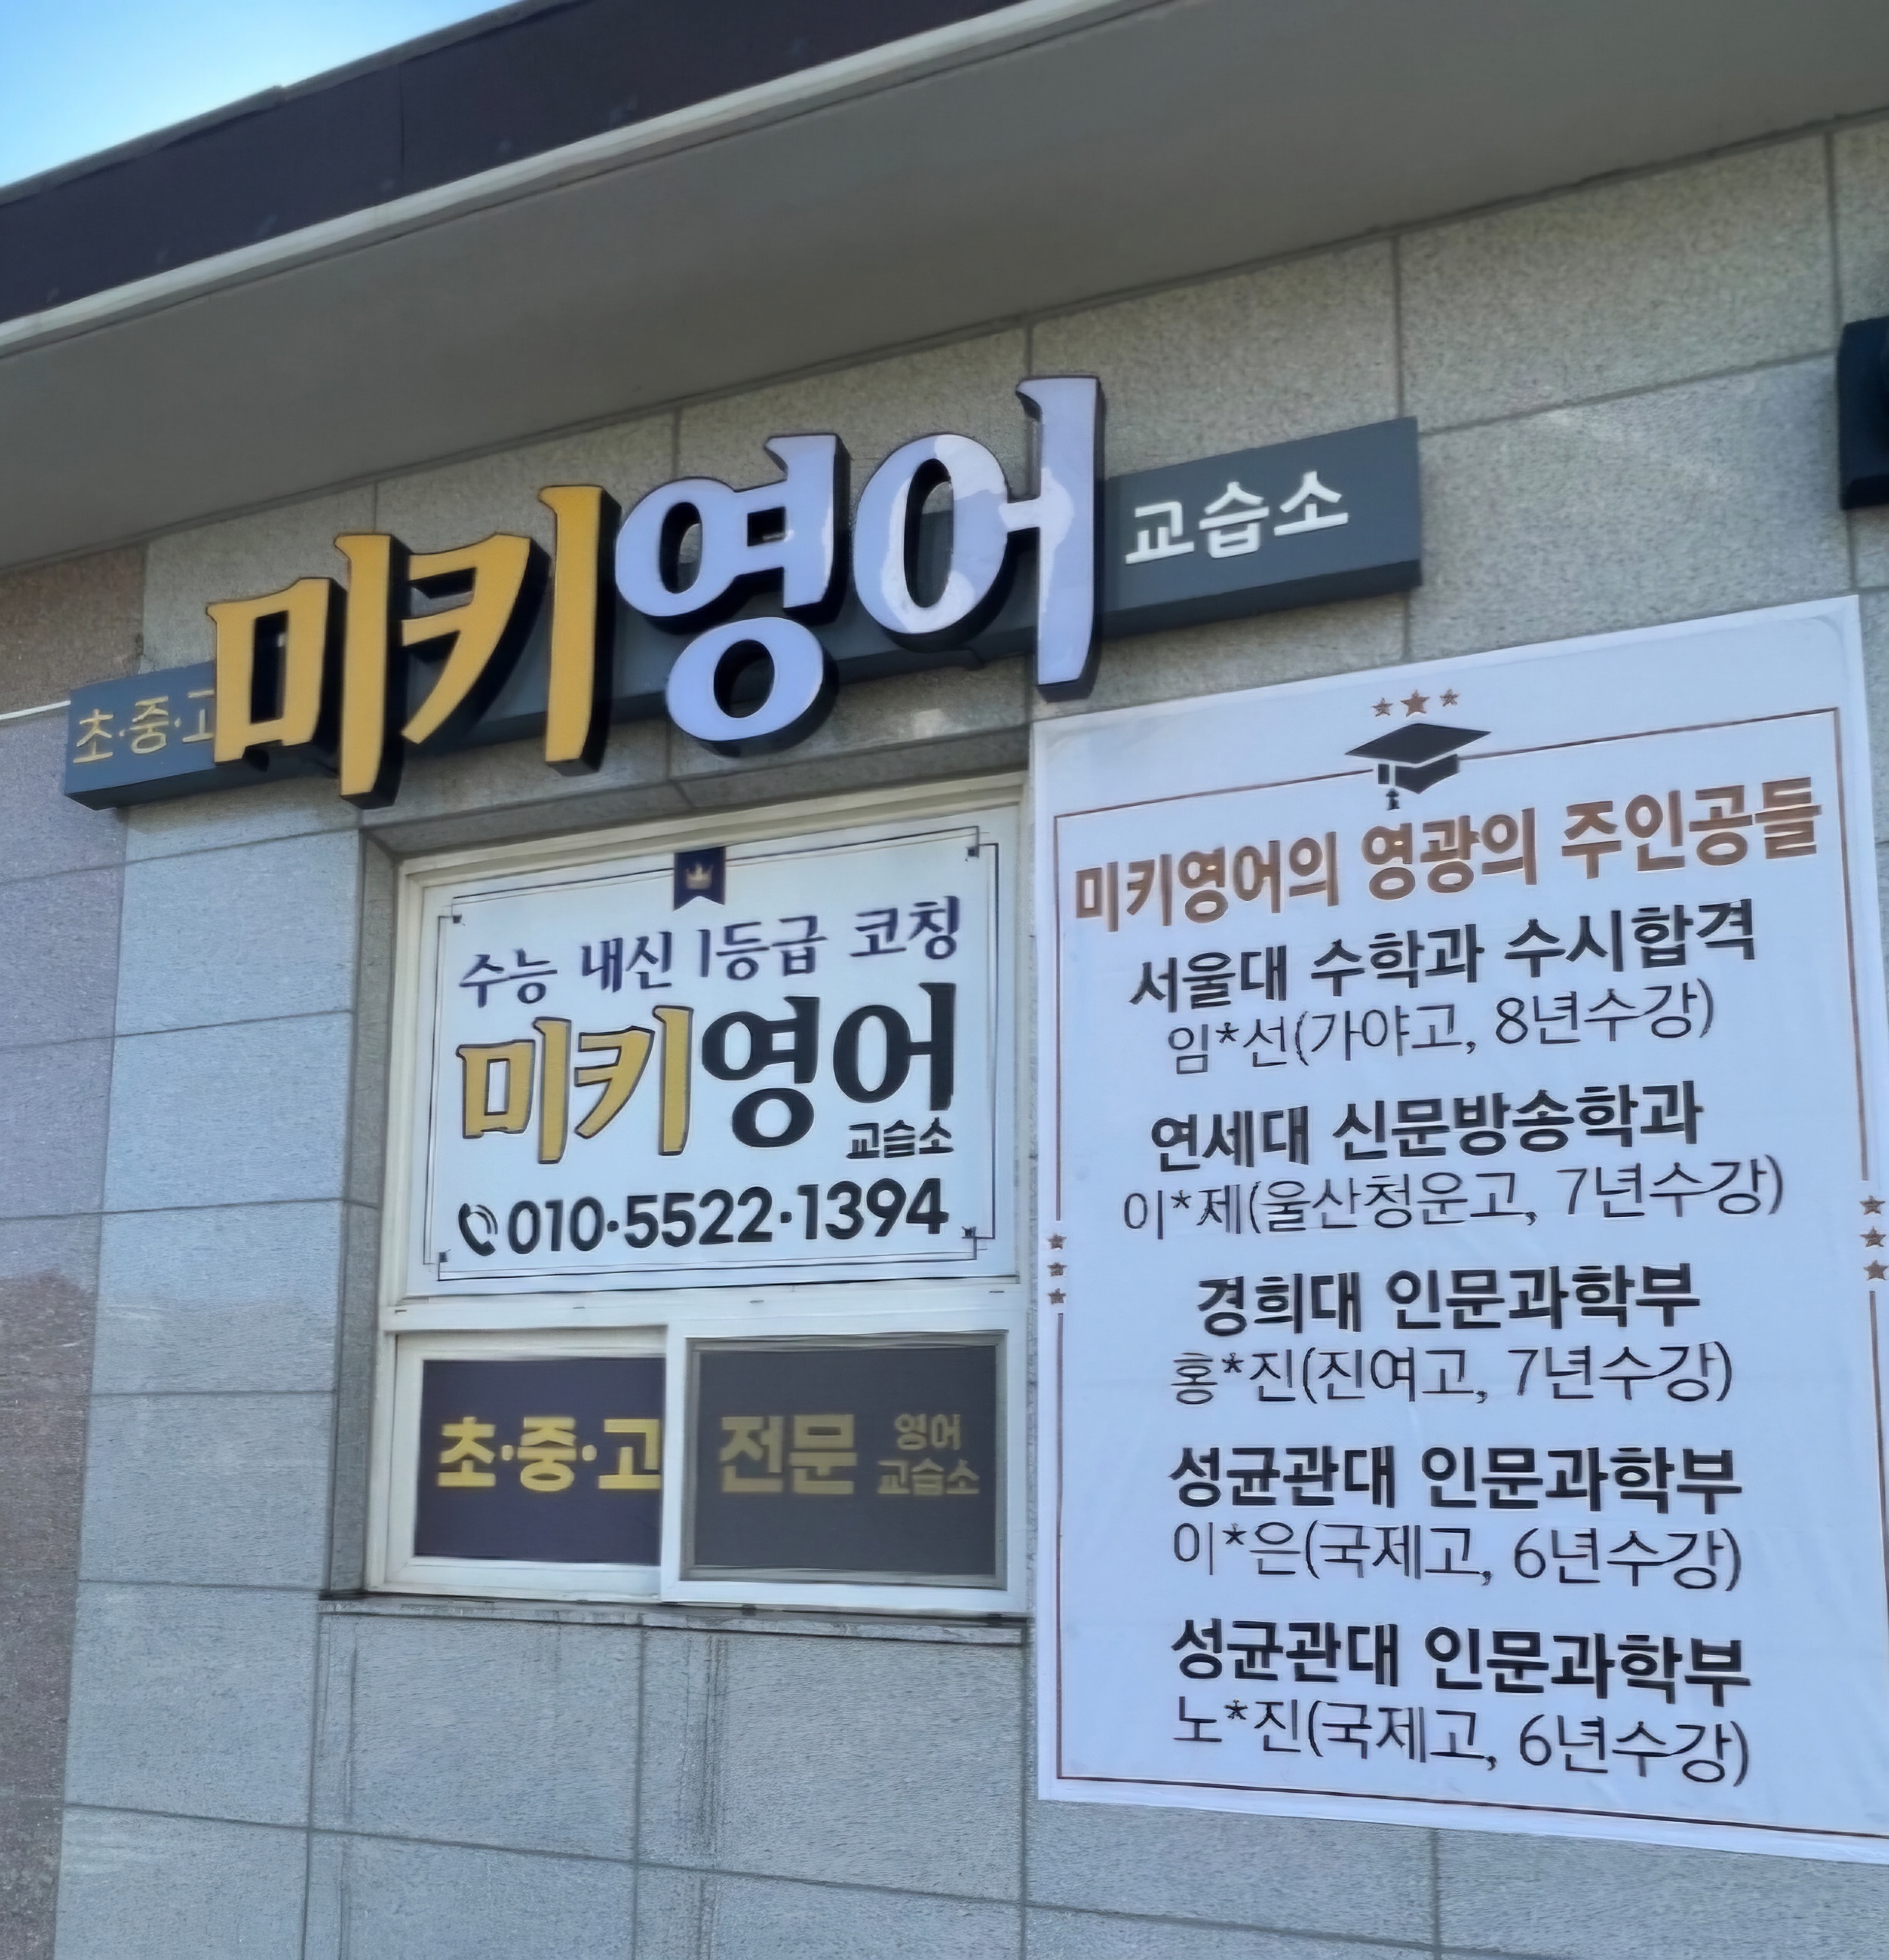 초·중·고 미키영어 교습소
수능 내신 1등급 코칭
미키영어
교습소
010·5522·1394
초·중·고 전문 영어
교습소
미키영어의 영광의 주인공들
서울대 수학과 수시합격
임*선(가야고, 8년수강)
연세대 신문방송학과
이*제(울산청운고, 7년수강)
경희대 인문과학부
홍*진(진여고, 7년수강)
성균관대 인문과학부
이*은(국제고, 6년수강)
성균관대 인문과학부
노*진(국제고, 6년수강)